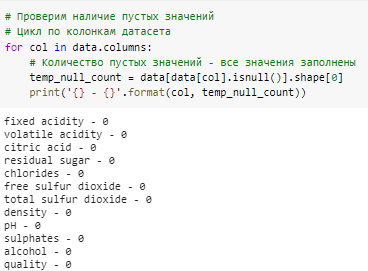 # Проверим наличие пустых значений
# Цикл по колонкам датасета
for col in data.columns:
    # Количество пустых значений - все значения заполнены
    temp_null_count = data[data[col].isnull()].shape[0]
    print('{} - {}'.format(col, temp_null_count))
fixed acidity - 0
volatile acidity - 0
citric acid - 0
residual sugar - 0
chlorides - 0
free sulfur dioxide - 0
total sulfur dioxide - 0
density - 0
pH - 0
sulphates - 0
alcohol - 0
quality - 0